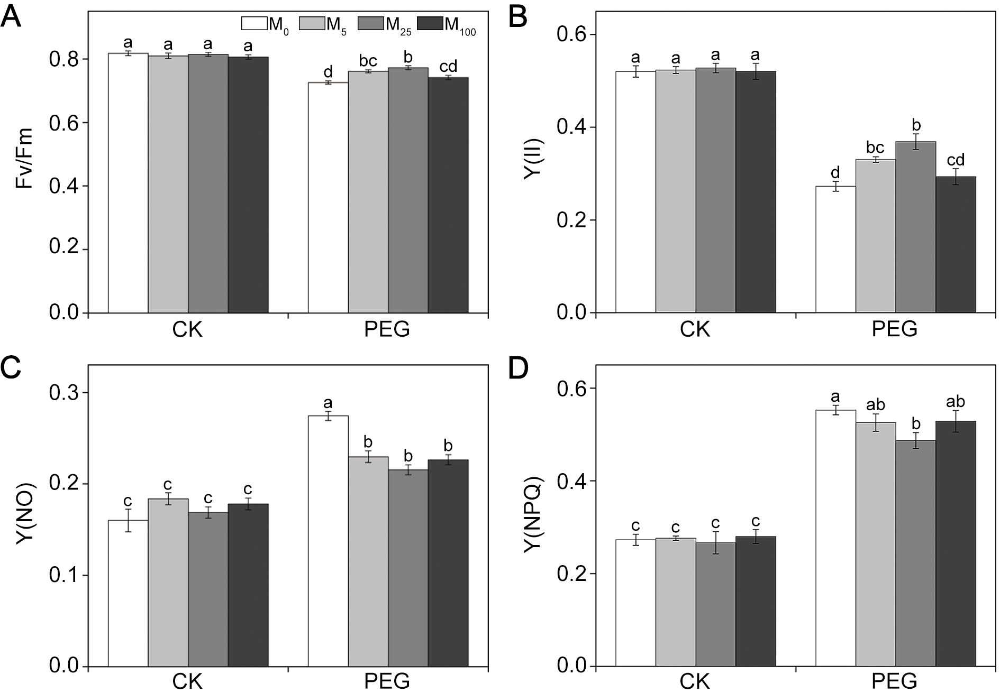 A
M0 M5 M25 M100
a a a a
d bc b cd
0.8
0.6
0.4
0.2
0.0
Fv/Fm
CK PEG
B
a a a a
d bc b cd
0.6
0.4
0.2
0.0
Y(II)
CK PEG
C
c c c c
a b b b
0.3
0.2
0.1
0.0
Y(NO)
CK PEG
D
c c c c
a ab b ab
0.6
0.4
0.2
0.0
Y(NPQ)
CK PEG